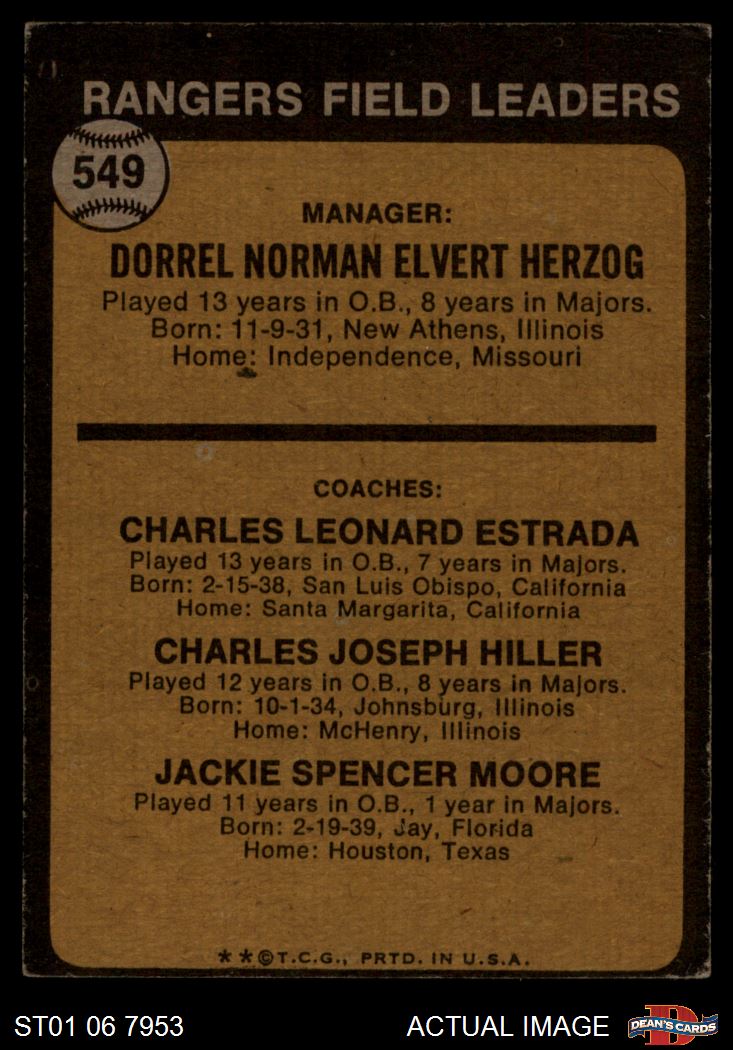 RANGERS FIELD LEADERS
549
MANAGER:
DORREL NORMAN ELVERT HERZOG
Played 13 years in O.B., 8 years in Majors.
Born: 11-9-31, New Athens, Illinois
Home: Independence, Missouri
COACHES:
CHARLES LEONARD ESTRADA
Played 13 years in O.B., 7 years in Majors.
Born: 2-15-38, San Luis Obispo, California
Home: Santa Margarita, California
CHARLES JOSEPH HILLER
Played 12 years in O.B., 8 years in Majors.
Born: 10-1-34, Johnsburg, Illinois
Home: McHenry, Illinois
JACKIE SPENCER MOORE
Played 11 years in O.B., 1 year in Majors.
Born: 2-19-39, Jay, Florida
Home: Houston, Texas
**©T.C.G., PRTD. IN U.S.A.
ST01 06 7953 ACTUAL IMAGE D DEAN'S CARDS